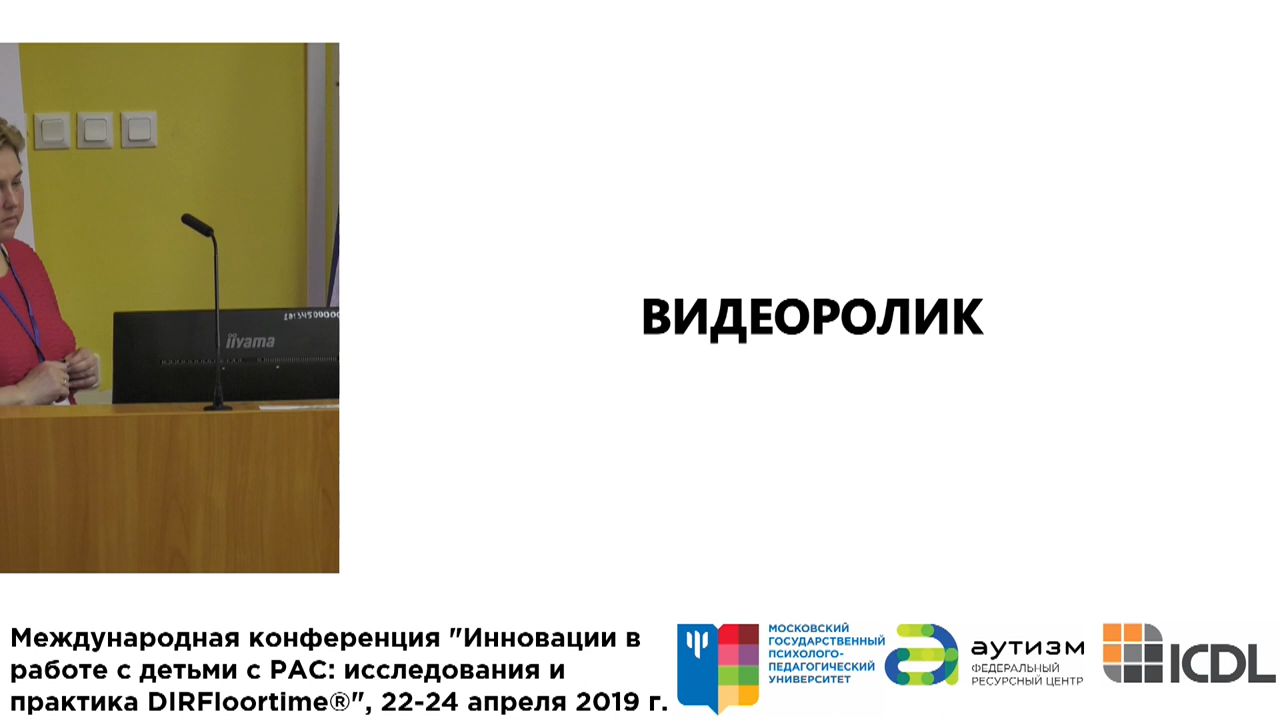 ВИДЕОРОЛИК
iiyama
Международная конференция "Инновации в
работе с детьми с РАС: исследования и
практика DIRFloortime®", 22-24 апреля 2019 г.
МОСКОВСКИЙ
ГОСУДАРСТВЕННЫЙ
ПСИХОЛОГО-
ПЕДАГОГИЧЕСКИЙ
УНИВЕРСИТЕТ
аутизм
ФЕДЕРАЛЬНЫЙ
РЕСУРСНЫЙ ЦЕНТР
ICDL